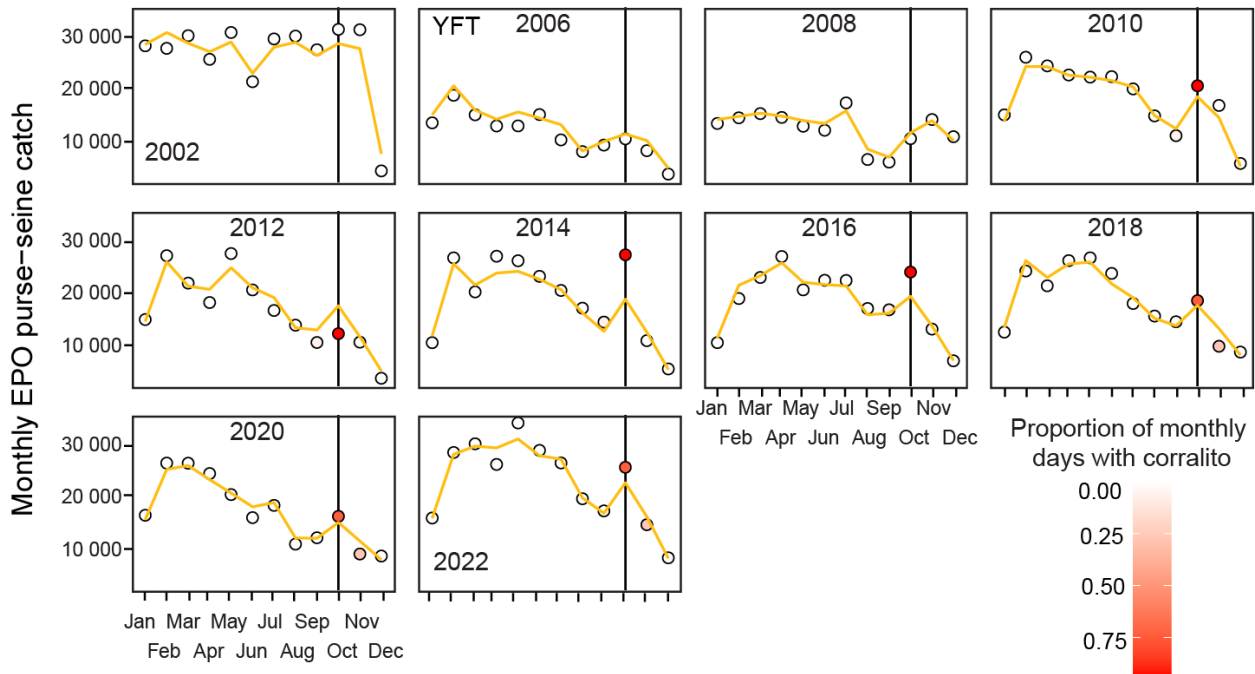 Monthly EPO purse-seine catch
30 000
20 000
10 000
2002
YFT
2006
2008
2010
30 000
20 000
10 000
2012
2014
2016
2018
Jan Mar May Jul Sep Nov
Feb Apr Jun Aug Oct Dec
30 000
20 000
10 000
2020
2022
Jan Mar May Jul Sep Nov
Feb Apr Jun Aug Oct Dec
Proportion of monthly
days with corralito
0.00
0.25
0.50
0.75